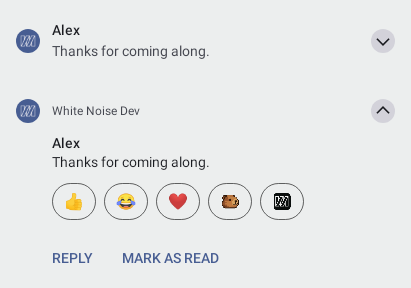 Alex
Thanks for coming along.
White Noise Dev
Alex
Thanks for coming along.
REPLY MARK AS READ